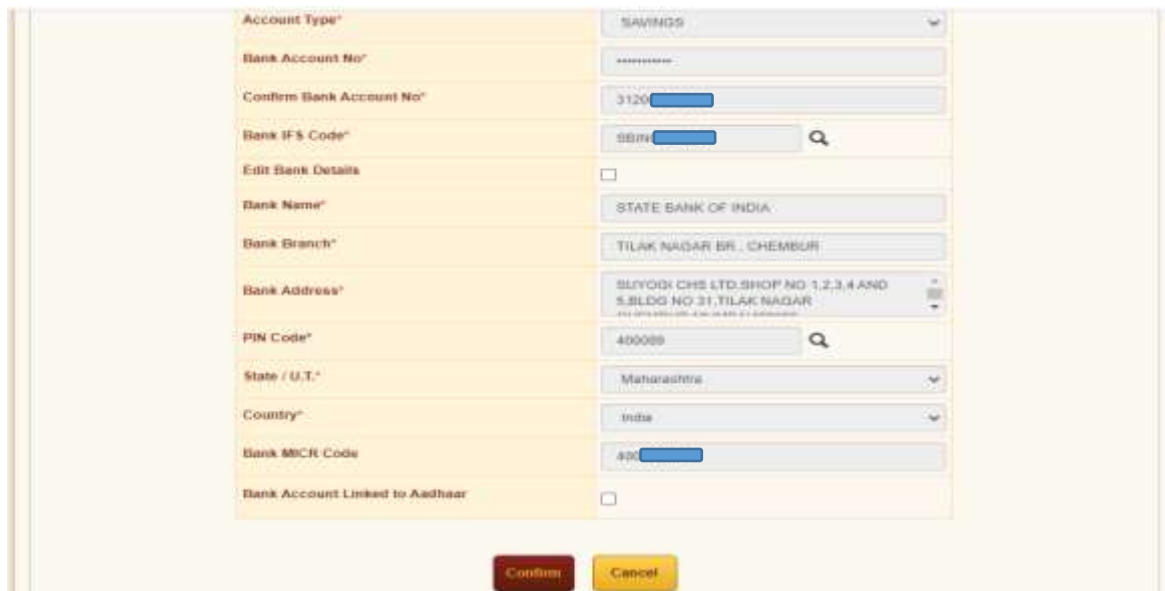 Account Type*
SAVINGS
Bank Account No*
************
Confirm Bank Account No*
3120
Bank IFS Code*
SBIN
Edit Bank Details
Bank Name*
STATE BANK OF INDIA
Bank Branch*
TILAK NAGAR BR , CHEMBUR
Bank Address*
SUYOGI CHS LTD,SHOP NO 1,2,3,4 AND
5,BLDG NO 31,TILAK NAGAR
PIN Code*
400089
State / U.T.*
Maharashtra
Country*
India
Bank MICR Code
400
Bank Account Linked to Aadhaar
Confirm
Cancel